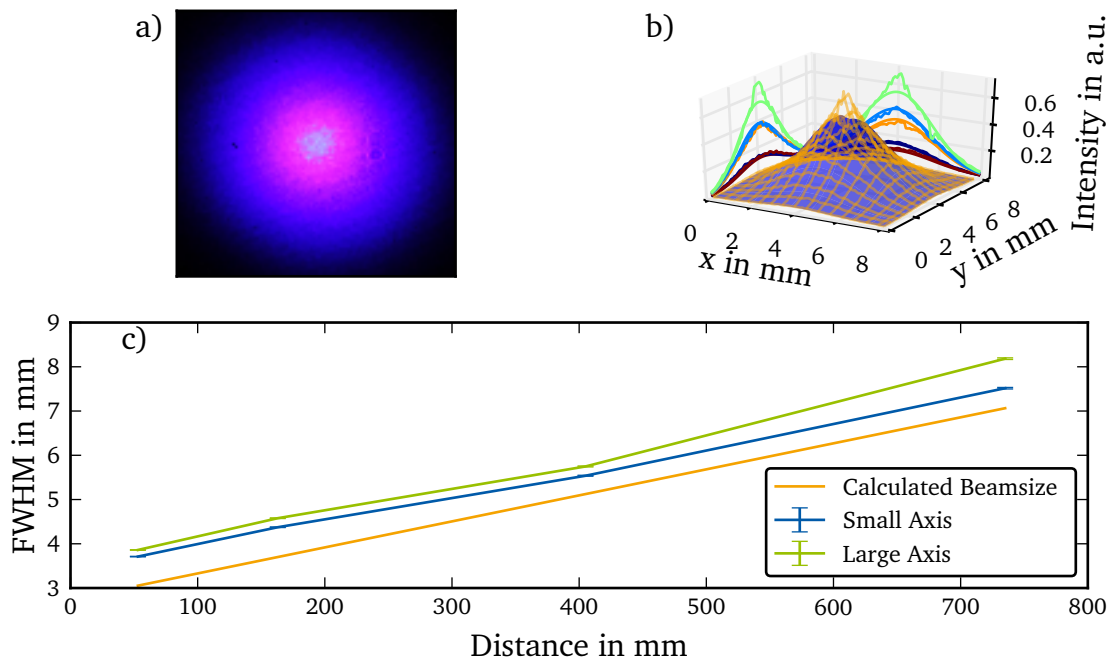 a)
b)
Intensity in a.u.
0.6
0.4
0.2
0 2 4 6 8
x in mm
0 2 4 6 8
y in mm
c)
FWHM in mm
9
8
7
6
5
4
3
Calculated Beamsize
Small Axis
Large Axis
0 100 200 300 400 500 600 700 800
Distance in mm